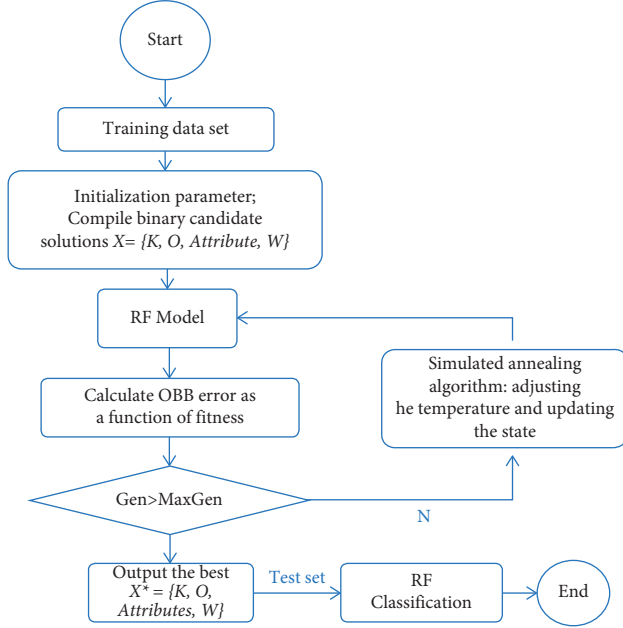 Start
Training data set
Initialization parameter;
Compile binary candidate
solutions X= {K, O, Attribute, W}
RF Model
Calculate OBB error as
a function of fitness
Simulated annealing
algorithm: adjusting
he temperature and updating
the state
Gen>MaxGen
N
Output the best
X* = {K, O,
Attributes, W}
Test set
RF
Classification
End